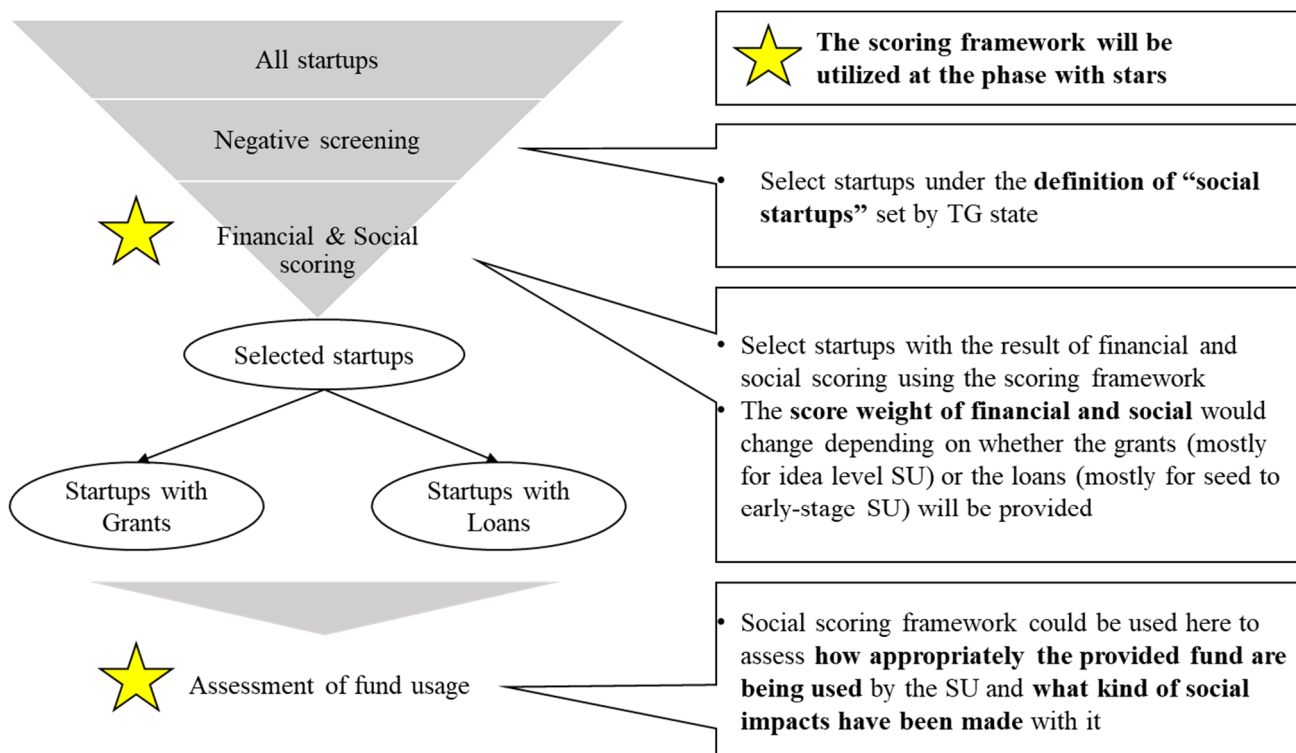 All startups
Negative screening
Financial & Social
scoring
Selected startups
Startups with
Grants
Startups with
Loans
Assessment of fund usage
The scoring framework will be
utilized at the phase with stars
• Select startups under the definition of “social
startups” set by TG state
• Select startups with the result of financial and
social scoring using the scoring framework
• The score weight of financial and social would
change depending on whether the grants (mostly
for idea level SU) or the loans (mostly for seed to
early-stage SU) will be provided
• Social scoring framework could be used here to
assess how appropriately the provided fund are
being used by the SU and what kind of social
impacts have been made with it